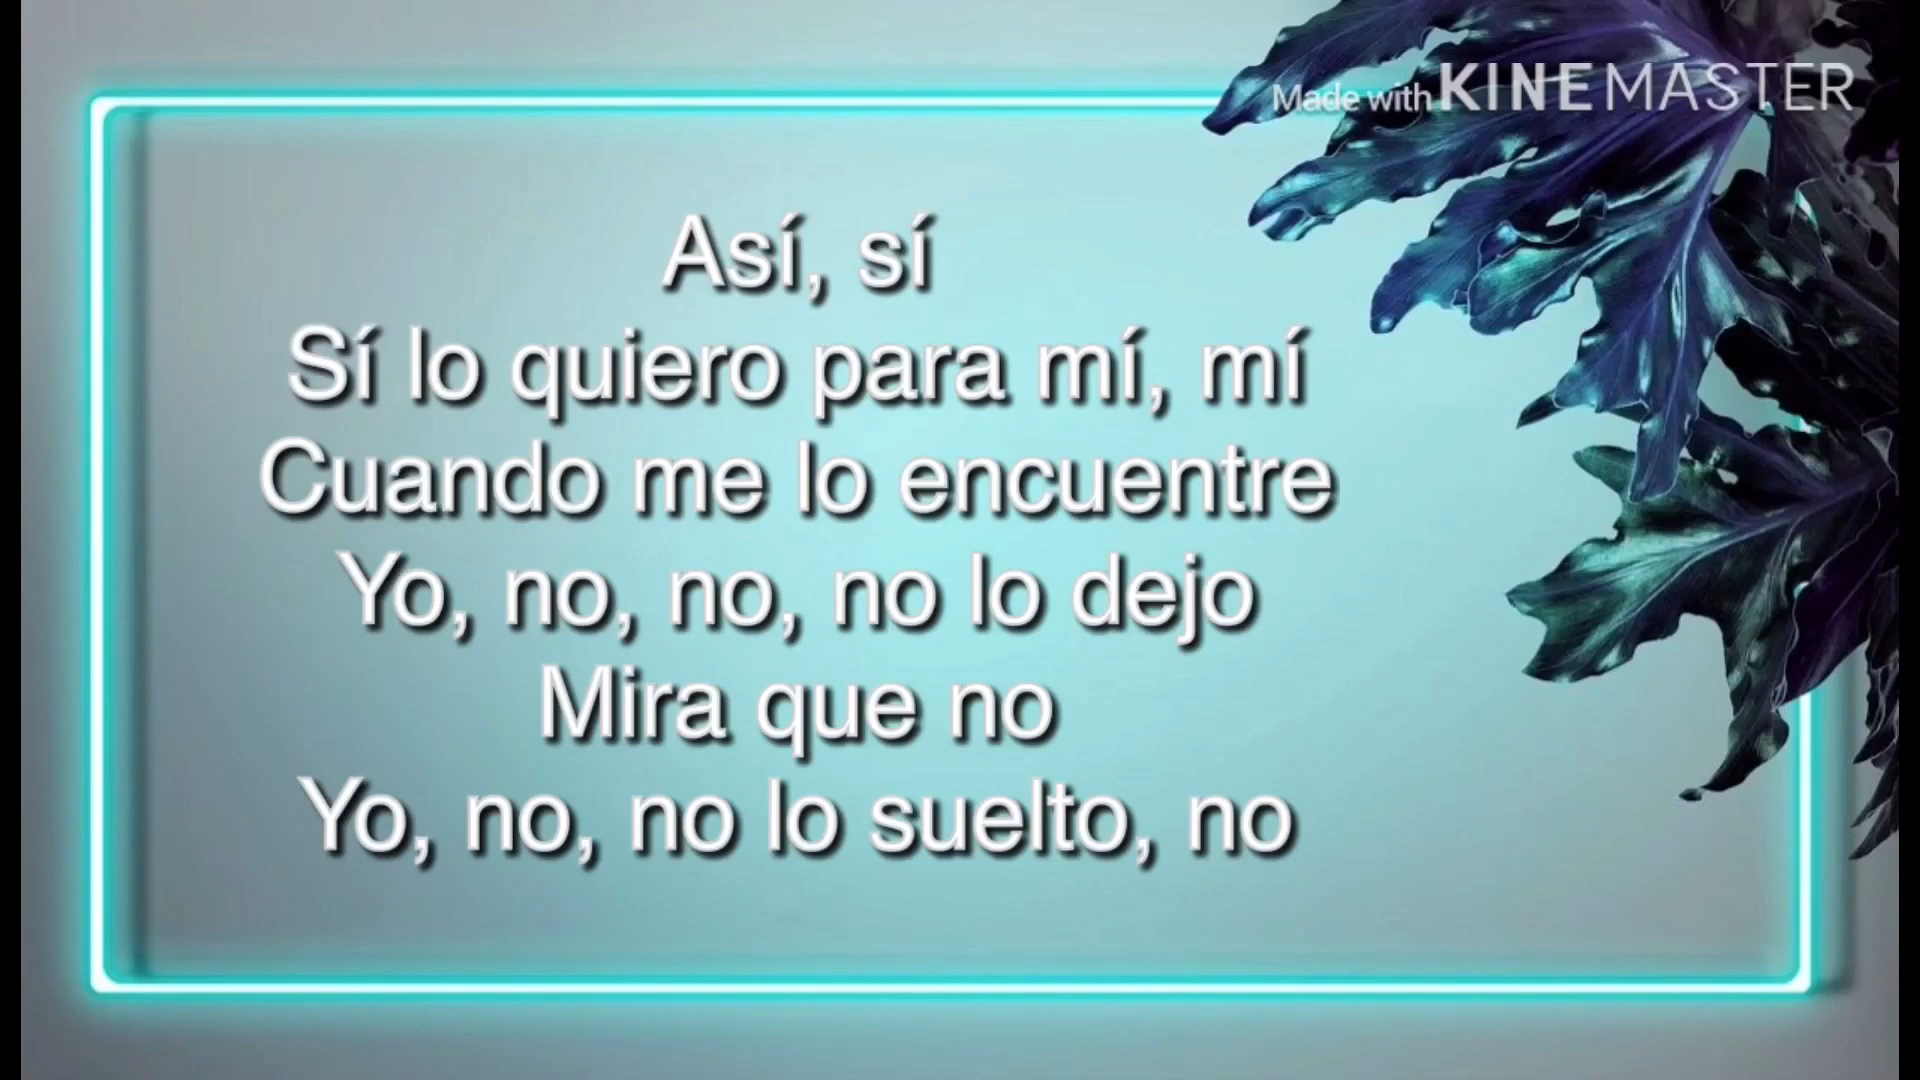 Made with KINEMASTER
Así, sí
Sí lo quiero para mí, mí
Cuando me lo encuentre
Yo, no, no, no lo dejo
Mira que no
Yo, no, no lo suelto, no